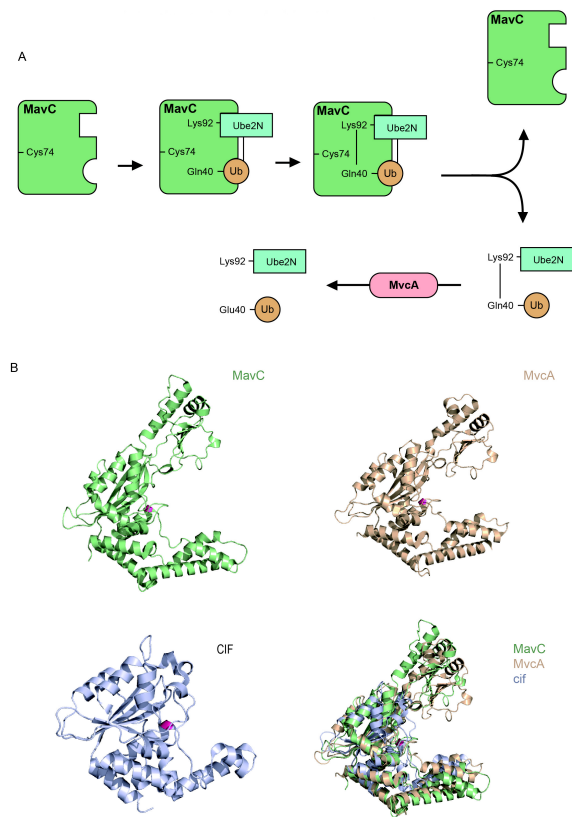 A
MavC
Cys74
MavC
Lys92
Ube2N
Cys74
Gln40
Ub
MavC
Lys92
Ube2N
Cys74
Gln40
Ub
MavC
Cys74
Lys92
Ube2N
Glu40
Ub
MvcA
Lys92
Ube2N
Gln40
Ub
B
MavC
MvcA
CIF
MavC
MvcA
cif